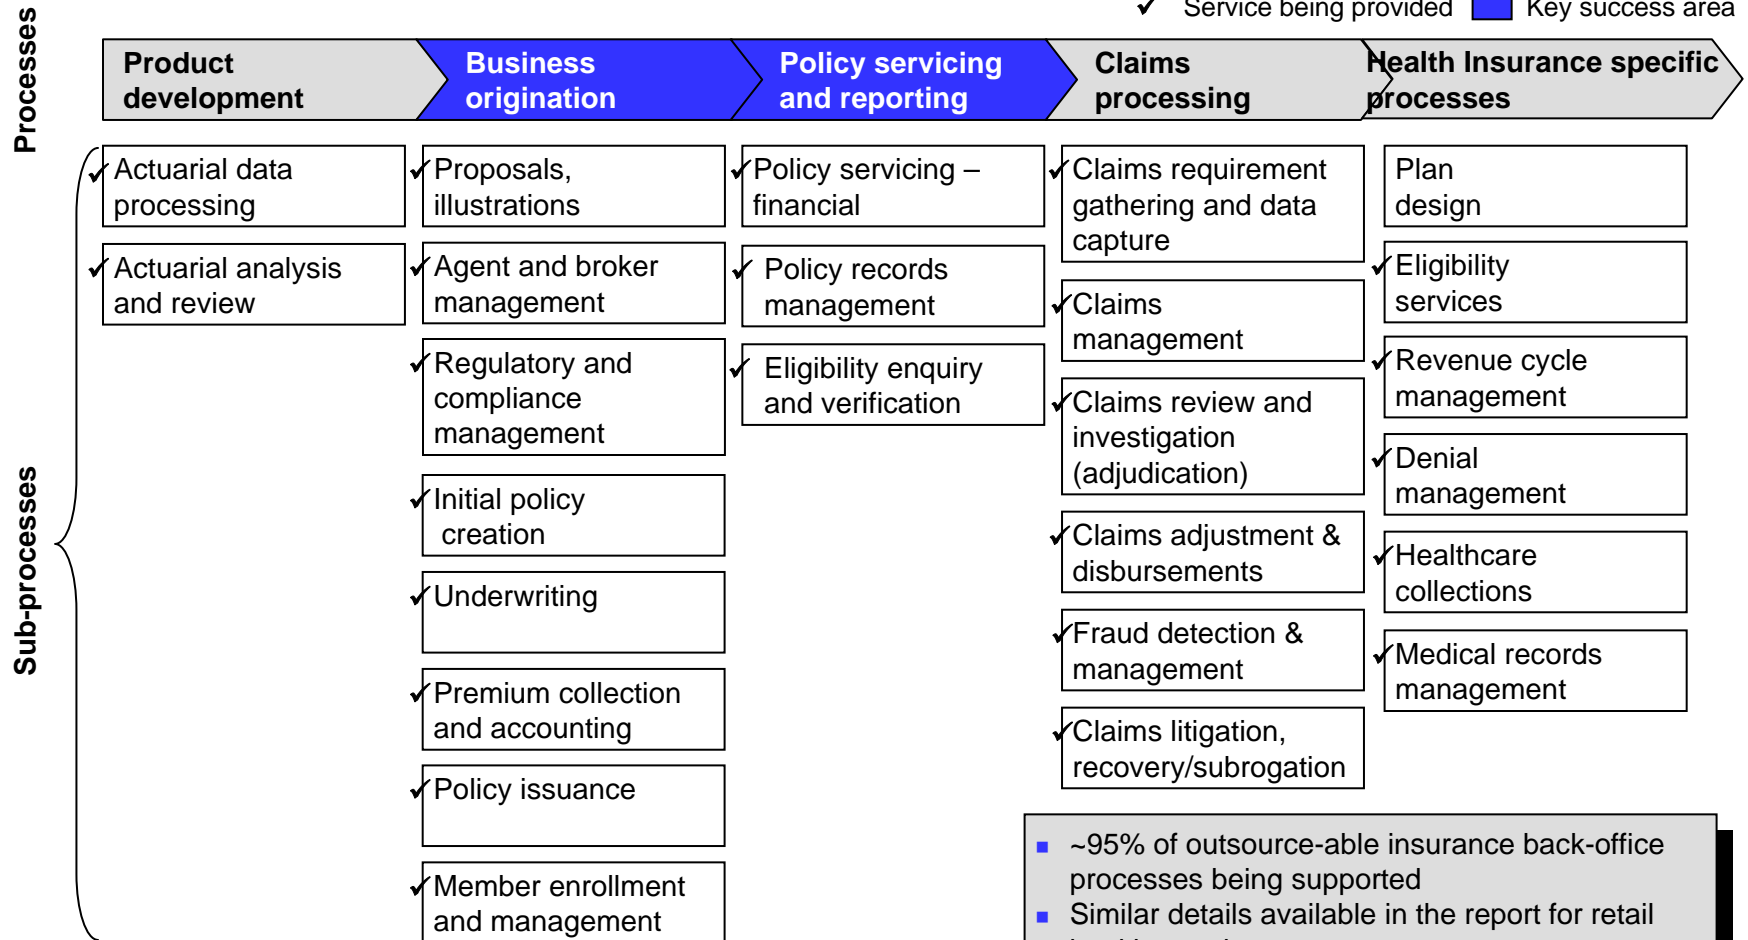 ✓ Service being provided Key success area
Processes
Product
development
Business
origination
Policy servicing
and reporting
Claims
processing
Health Insurance specific
processes
Sub-processes
✓ Actuarial data
processing
✓ Actuarial analysis
and review
✓ Proposals,
illustrations
✓ Agent and broker
management
✓ Regulatory and
compliance
management
✓ Initial policy
creation
✓ Underwriting
✓ Premium collection
and accounting
✓ Policy issuance
✓ Member enrollment
and management
✓ Policy servicing –
financial
✓ Policy records
management
✓ Eligibility enquiry
and verification
✓ Claims requirement
gathering and data
capture
✓ Claims
management
✓ Claims review and
investigation
(adjudication)
✓ Claims adjustment &
disbursements
✓ Fraud detection &
management
✓ Claims litigation,
recovery/subrogation
Plan
design
✓ Eligibility
services
✓ Revenue cycle
management
✓ Denial
management
✓ Healthcare
collections
✓ Medical records
management
▪ ~95% of outsource-able insurance back-office
processes being supported
▪ Similar details available in the report for retail